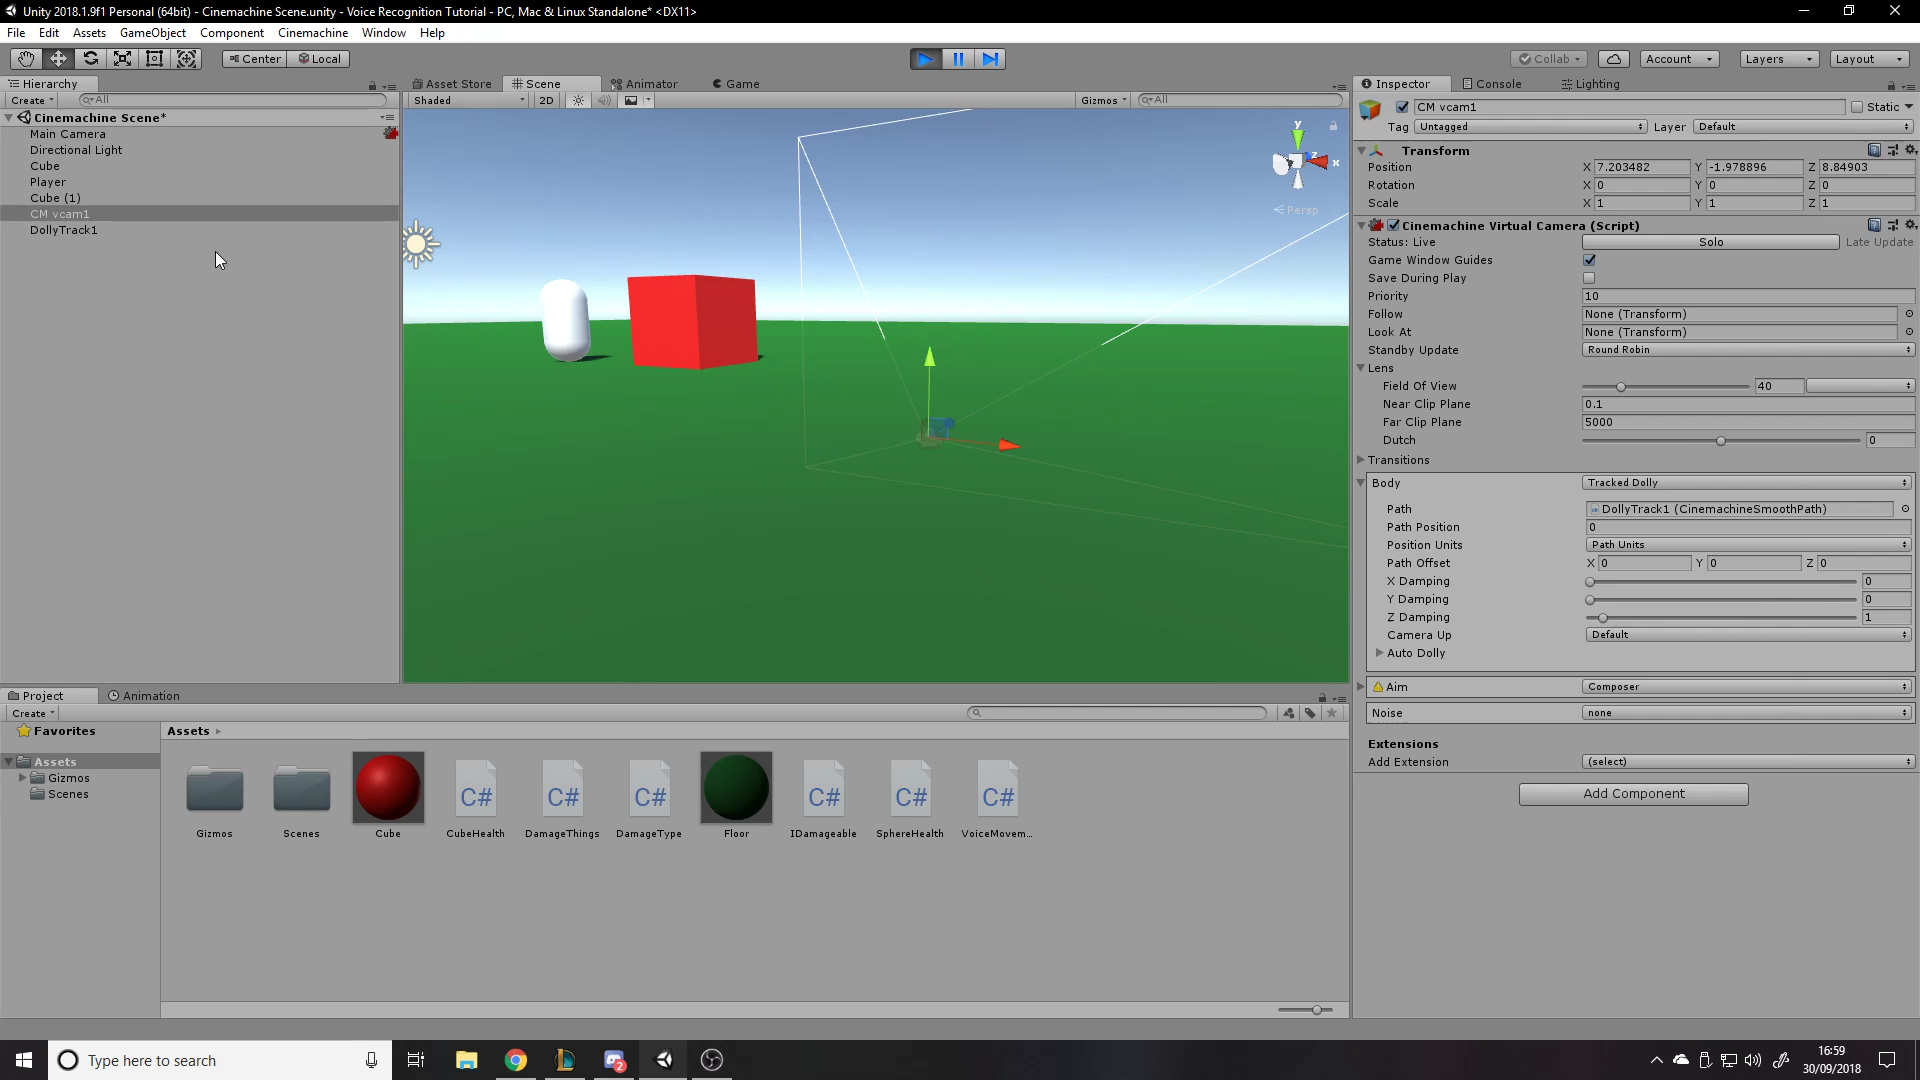 Unity 2018.1.9f1 Personal (64bit) - Cinemachine Scene.unity - Voice Recognition Tutorial - PC, Mac & Linux Standalone* <DX11>
File Edit Assets GameObject Component Cinemachine Window Help
Center Local Collab Account Layers Layout
Hierarchy
Create All
Cinemachine Scene*
Main Camera
Directional Light
Cube
Player
Cube (1)
CM vcam1
DollyTrack1
Asset Store Scene Animator Game
Shaded 2D Gizmos All
y
z
x
Persp
Inspector Console Lighting
CM vcam1 Static
Tag Untagged Layer Default
Transform
Position X 7.203482 Y -1.978896 Z 8.84903
Rotation X 0 Y 0 Z 0
Scale X 1 Y 1 Z 1
Cinemachine Virtual Camera (Script)
Status: Live Solo Late Update
Game Window Guides
Save During Play
Priority 10
Follow None (Transform)
Look At None (Transform)
Standby Update Round Robin
Lens
Field Of View 40
Near Clip Plane 0.1
Far Clip Plane 5000
Dutch 0
Transitions
Body Tracked Dolly
Path DollyTrack1 (CinemachineSmoothPath)
Path Position 0
Position Units Path Units
Path Offset X 0 Y 0 Z 0
X Damping 0
Y Damping 0
Z Damping 1
Camera Up Default
Auto Dolly
Aim Composer
Noise none
Extensions
Add Extension (select)
Add Component
Project Animation
Create
Favorites
Assets
Gizmos
Scenes
Assets
C# C# C# C# C# C#
Gizmos Scenes Cube CubeHealth DamageThings DamageType Floor IDamageable SphereHealth VoiceMovem...
Type here to search
2
16:59
30/09/2018